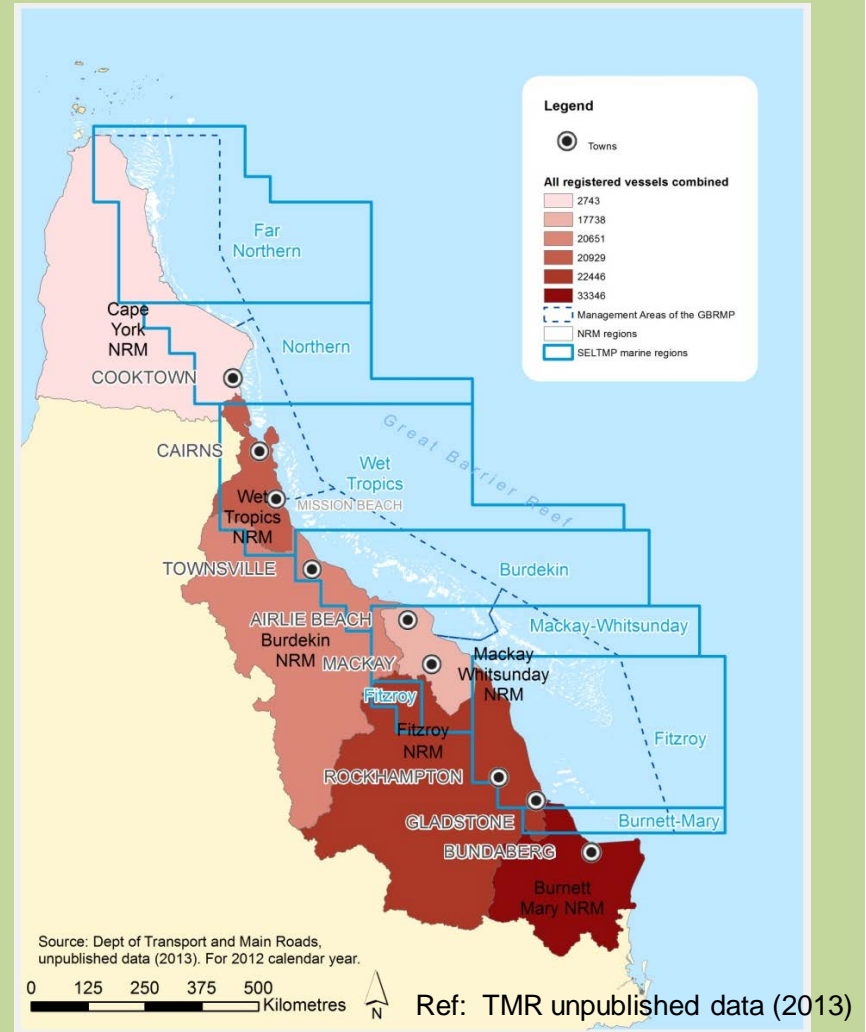 Legend
Towns
All registered vessels combined
2743
17738
20651
20929
22446
33346
Management Areas of the GBRMP
NRM regions
SELTMP marine regions
Far
Northern
Cape
York
NRM
Northern
COOKTOWN
Great Barrier Reef
CAIRNS
Wet
Tropics
Wet
Tropics
NRM
MISSION BEACH
TOWNSVILLE
Burdekin
AIRLIE BEACH
Mackay-Whitsunday
Burdekin
NRM
MACKAY
Mackay
Whitsunday
NRM
Fitzroy
Fitzroy
NRM
Fitzroy
ROCKHAMPTON
GLADSTONE
Burnett-Mary
BUNDABERG
Burnett
Mary NRM
Source: Dept of Transport and Main Roads,
unpublished data (2013). For 2012 calendar year.
0 125 250 375 500
Kilometres
N
Ref: TMR unpublished data (2013)